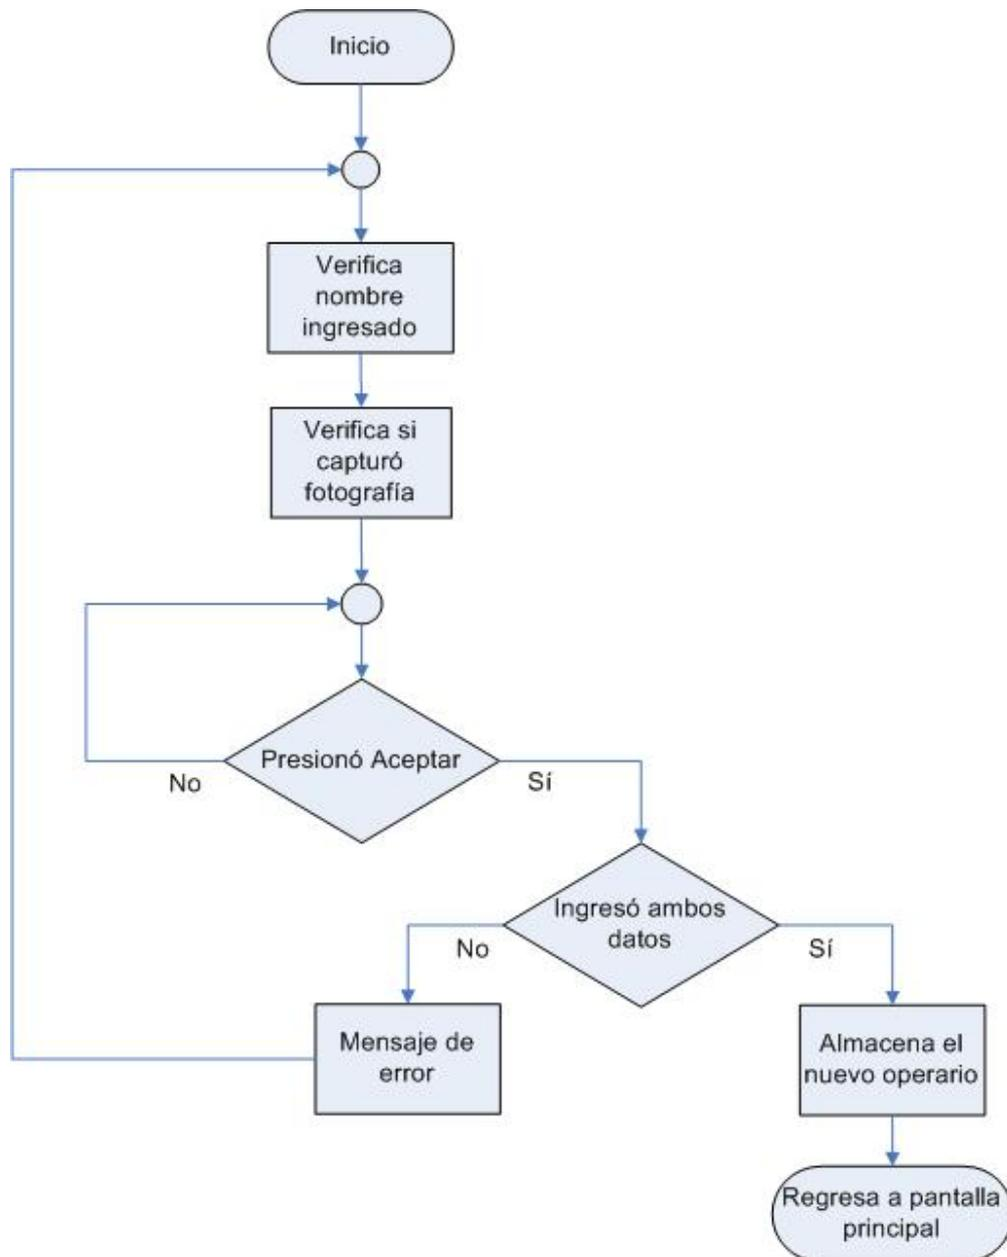 Inicio
Verifica
nombre
ingresado
Verifica si
capturó
fotografía
Presionó Aceptar
No
Sí
Ingresó ambos
datos
No
Sí
Mensaje de
error
Almacena el
nuevo operario
Regresa a pantalla
principal